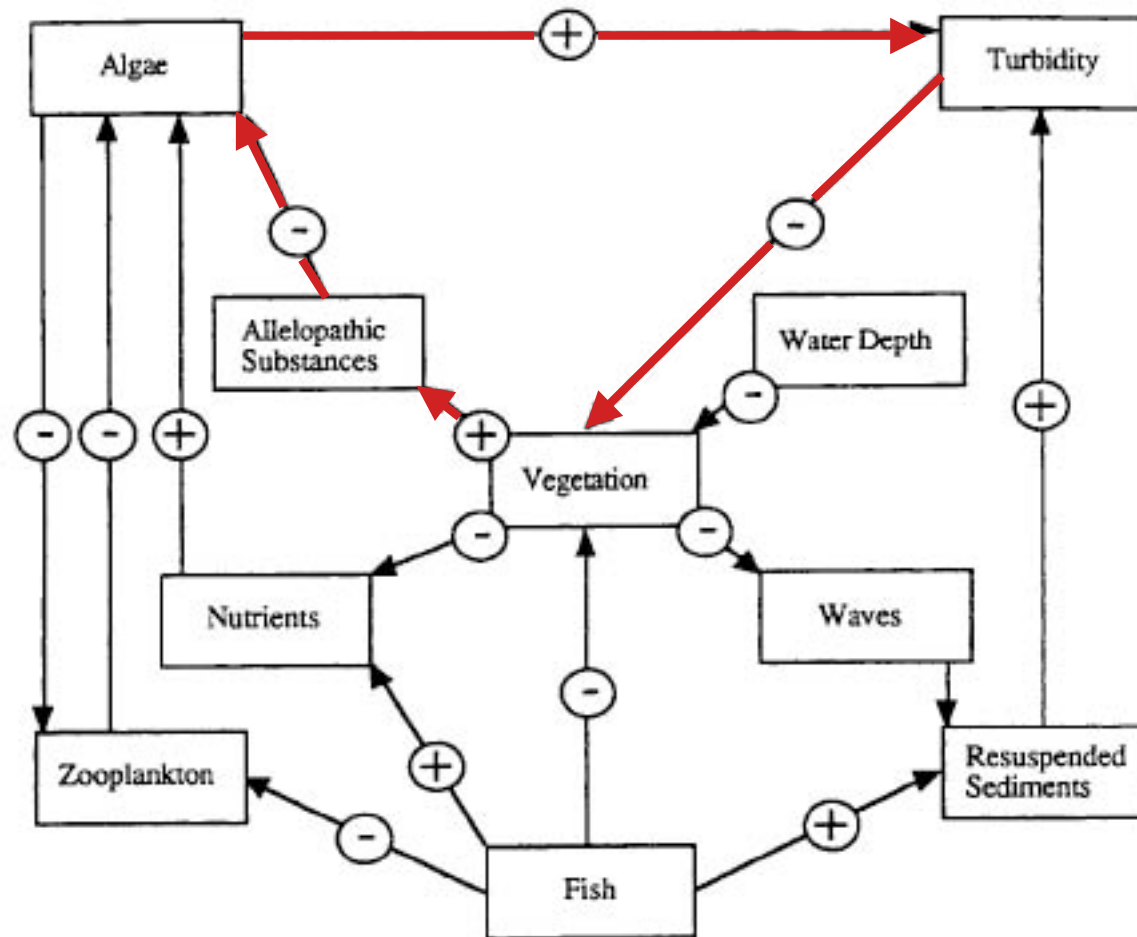 Algae
+
Turbidity
-
-
Allelopathic
Substances
Water Depth
-
-
-
+
+
+
Vegetation
-
-
Nutrients
Waves
-
Zooplankton
+
Resuspended
Sediments
-
+
Fish